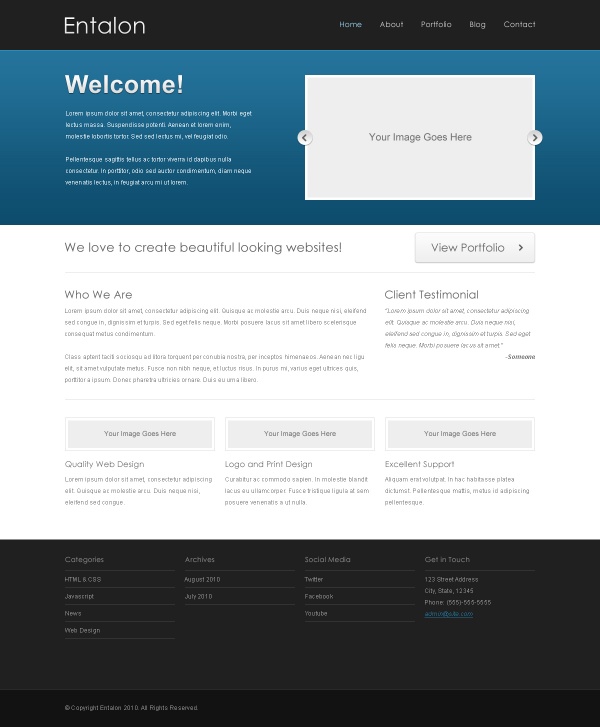 Entalon
Home About Portfolio Blog Contact
Welcome!
Lorem ipsum dolor sit amet, consectetur adipiscing elit. Morbi eget
lectus massa. Suspendisse potenti. Aenean et lorem enim,
molestie lobortis tortor. Sed sed lectus mi, vel feugiat odio.
Pellentesque sagittis tellus ac tortor viverra id dapibus nulla
consectetur. In porttitor, odio sed auctor condimentum, diam neque
venenatis lectus, in feugiat arcu mi ut lorem.
Your Image Goes Here
We love to create beautiful looking websites!
View Portfolio
Who We Are
Lorem ipsum dolor sit amet, consectetur adipiscing elit. Quisque ac molestie arcu. Duis neque nisi, eleifend
sed congue in, dignissim et turpis. Sed eget felis neque. Morbi posuere lacus sit amet libero scelerisque
consequat metus condimentum.
Class aptent taciti sociosqu ad litora torquent per conubia nostra, per inceptos himenaeos. Aenean nec ligu
elit, sit amet vulputate metus. Fusce non nibh neque, et luctus risus. In purus mi, varius eget ultrices quis,
porttitor a ipsum. Donec pharetra ultricies ornare. Duis eu urna libero.
Client Testimonial
"Lorem ipsum dolor sit amet, consectetur adipiscing
elit. Quisque ac molestie arcu. Duis neque nisi,
eleifend sed congue in, dignissim et turpis. Sed eget
felis neque. Morbi posuere lacus sit amet,"
-Someone
Your Image Goes Here
Quality Web Design
Lorem ipsum dolor sit amet, consectetur adipiscing
elit. Quisque ac molestie arcu. Duis neque nisi,
eleifend sed congue.
Your Image Goes Here
Logo and Print Design
Curabitur ac commodo sapien. In molestie blandit
lacus eu ullamcorper. Fusce tristique ligula at sem
posuere venenatis a ut nulla.
Your Image Goes Here
Excellent Support
Aliquam erat volutpat. In hac habitasse platea
dictumst. Pellentesque mattis, metus id adipiscing
pellentesque.
Categories
HTML & CSS
Javascript
News
Web Design
Archives
August 2010
July 2010
Social Media
Twitter
Facebook
Youtube
Get in Touch
123 Street Address
City, State, 12345
Phone: (555)-555-5555
admin@site.com
© Copyright Entalon 2010. All Rights Reserved.